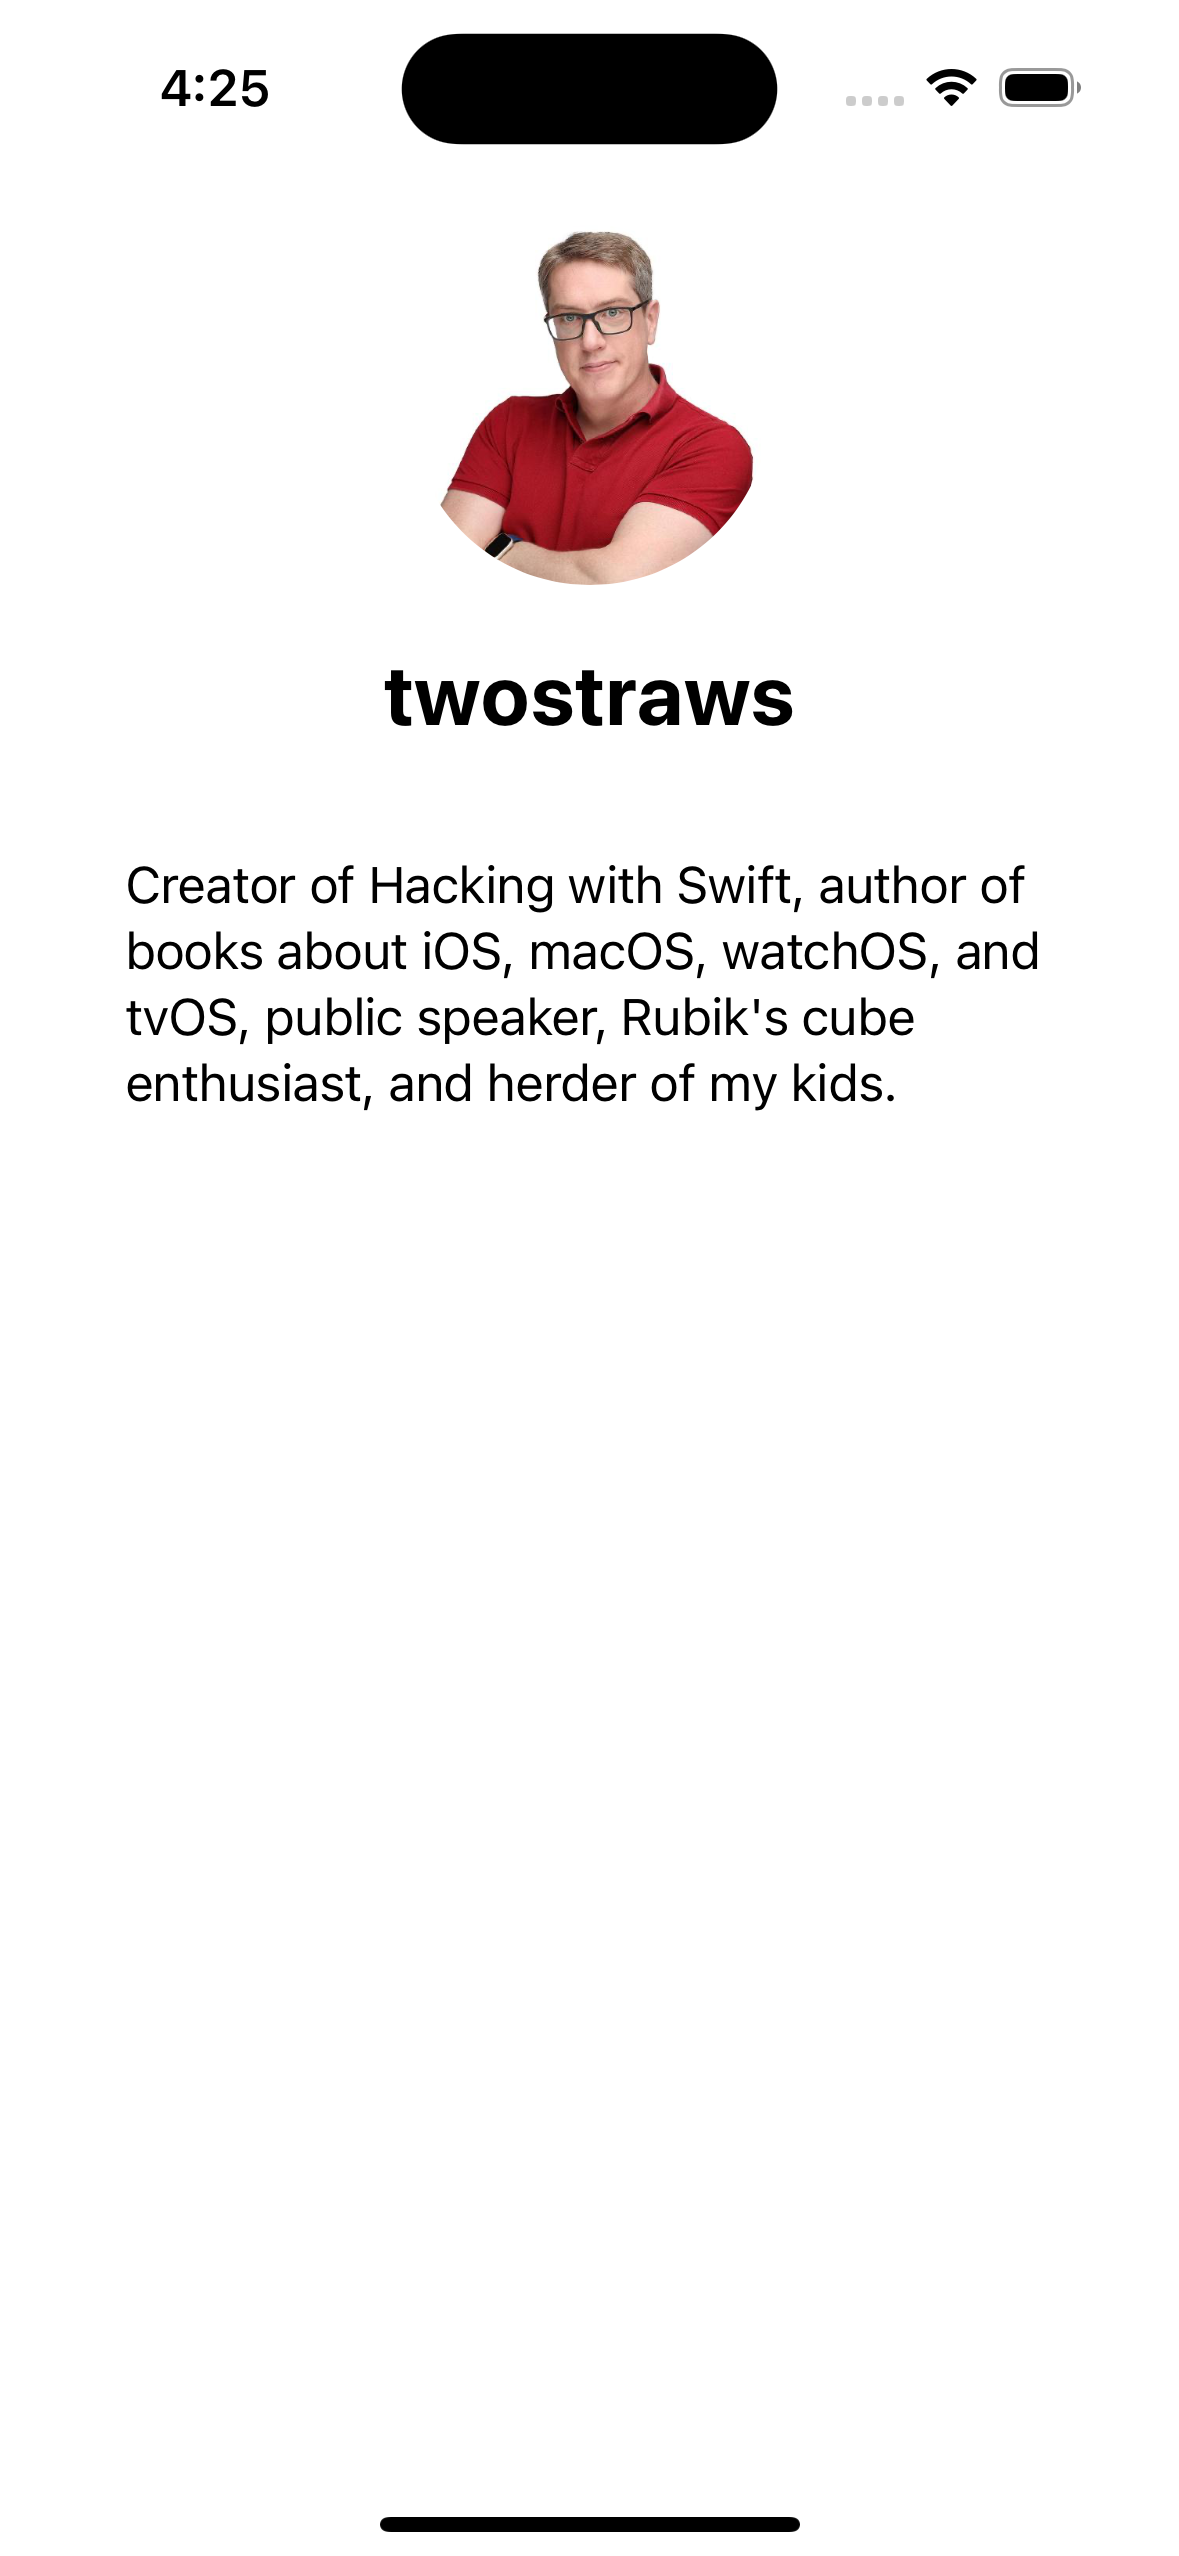 4:25
twostraws
Creator of Hacking with Swift, author of
books about iOS, macOS, watchOS, and
tvOS, public speaker, Rubik's cube
enthusiast, and herder of my kids.